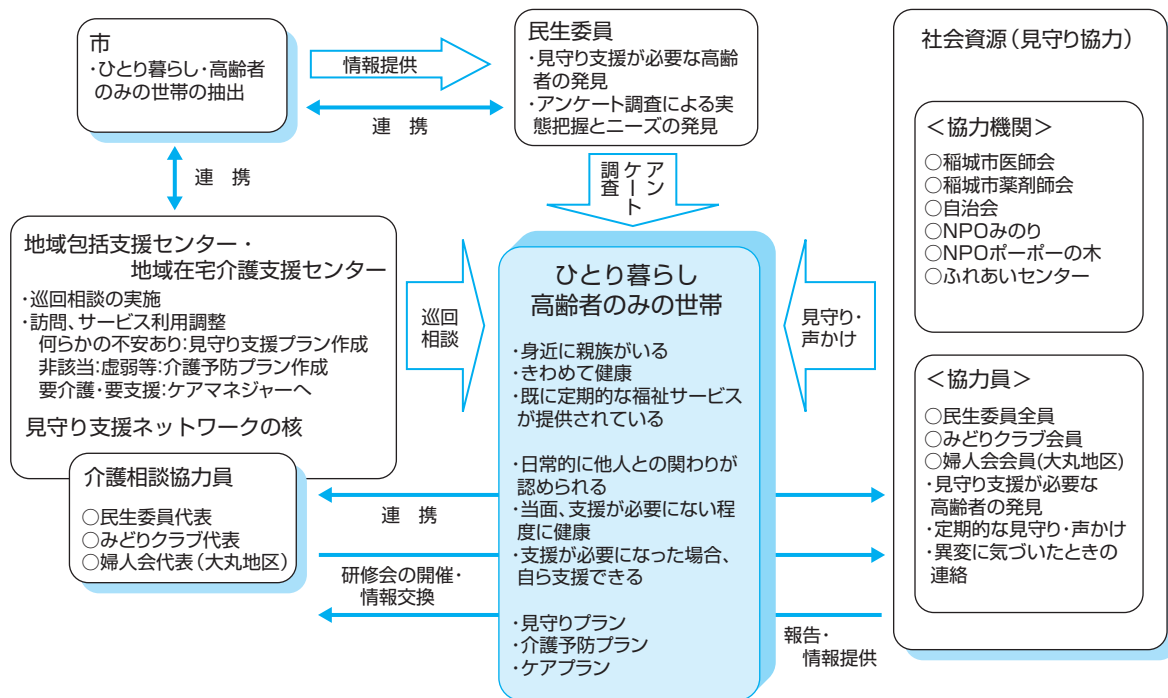 市
・ひとり暮らし・高齢者
のみの世帯の抽出
情報提供
連　携
民生委員
・見守り支援が必要な高齢
者の発見
・アンケート調査による実
態把握とニーズの発見
連　携
アンケート調査
地域包括支援センター・
地域在宅介護支援センター
・巡回相談の実施
・訪問、サービス利用調整
何らかの不安あり:見守り支援プラン作成
非該当:虚弱等:介護予防プラン作成
要介護・要支援:ケアマネジャーへ
見守り支援ネットワークの核
介護相談協力員
○民生委員代表
○みどりクラブ代表
○婦人会代表(大丸地区)
巡回
相談
ひとり暮らし
高齢者のみの世帯
・身近に親族がいる
・きわめて健康
・既に定期的な福祉サービス
が提供されている
・日常的に他人との関わりが
認められる
・当面、支援が必要にない程
度に健康
・支援が必要になった場合、
自ら支援できる
・見守りプラン
・介護予防プラン
・ケアプラン
見守り・
声かけ
連　携
研修会の開催・
情報交換
報告・
情報提供
社会資源(見守り協力)
＜協力機関＞
○稲城市医師会
○稲城市薬剤師会
○自治会
○NPOみのり
○NPOポーポーの木
○ふれあいセンター
＜協力員＞
○民生委員全員
○みどりクラブ会員
○婦人会会員(大丸地区)
・見守り支援が必要な
高齢者の発見
・定期的な見守り・声かけ
・異変に気づいたときの
連絡